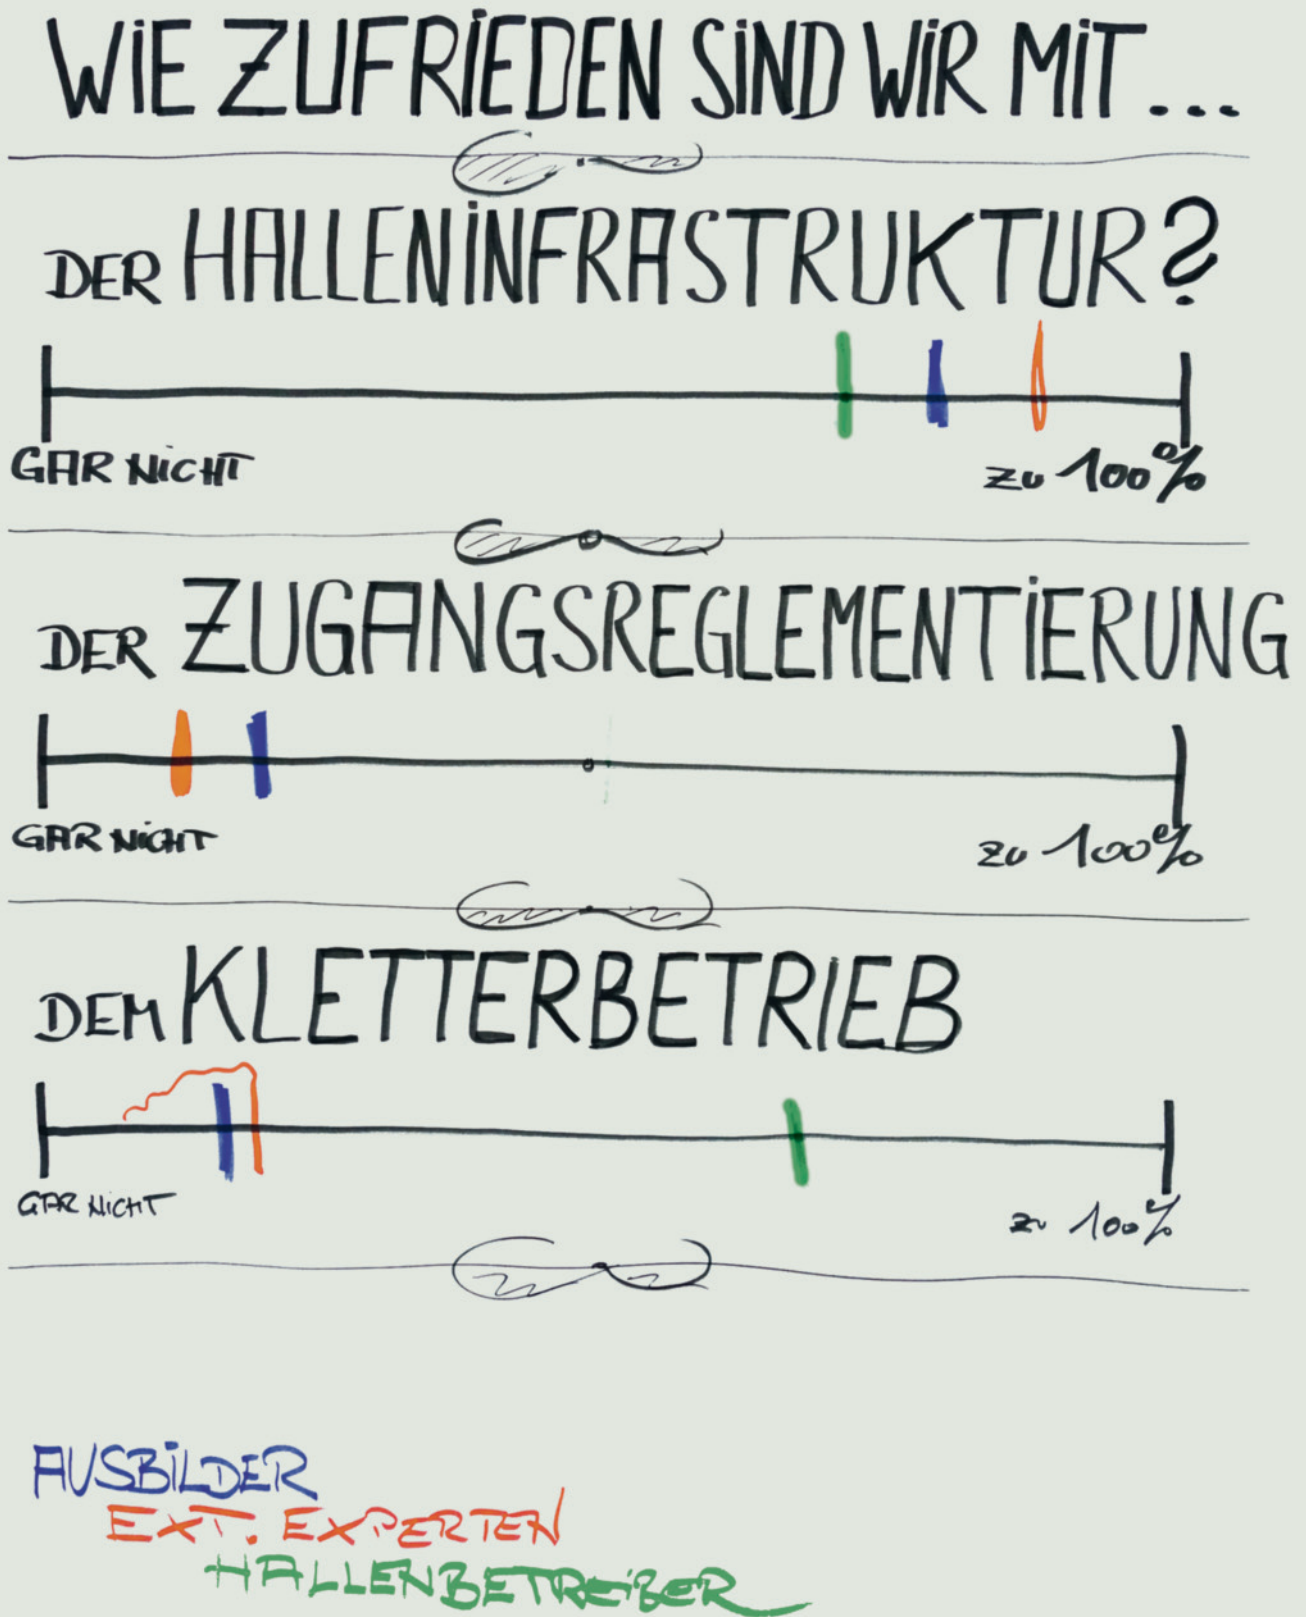 WiE ZUFRiEDEN SiND WiR MiT...
DER HALLENiNFRASTRUKTUR?
GAR NiCHT zu 100%
DER ZUGANGSREGLEMENTiERUNG
GAR NiCHT zu 100%
DEM KLETTERBETRIEB
GAR NiCHT zu 100%
AUSBiLDER
EXT. EXPERTEN
HALLENBETREiBER